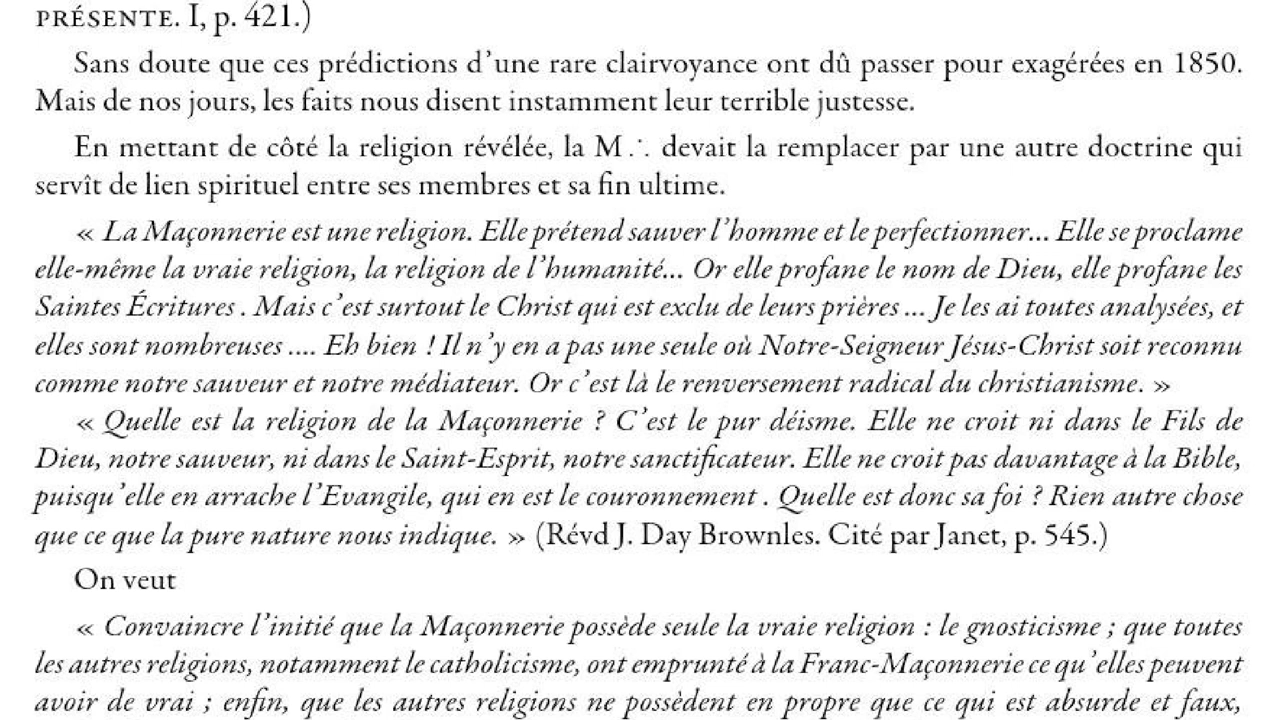 PRÉSENTE. I, p. 421.)
Sans doute que ces prédictions d’une rare clairvoyance ont dû passer pour exagérées en 1850.
Mais de nos jours, les faits nous disent instamment leur terrible justesse.
En mettant de côté la religion révélée, la M∴ devait la remplacer par une autre doctrine qui
servît de lien spirituel entre ses membres et sa fin ultime.
« La Maçonnerie est une religion. Elle prétend sauver l’homme et le perfectionner... Elle se proclame
elle-même la vraie religion, la religion de l’humanité... Or elle profane le nom de Dieu, elle profane les
Saintes Écritures . Mais c’est surtout le Christ qui est exclu de leurs prières ... Je les ai toutes analysées, et
elles sont nombreuses .... Eh bien ! Il n’y en a pas une seule où Notre-Seigneur Jésus-Christ soit reconnu
comme notre sauveur et notre médiateur. Or c’est là le renversement radical du christianisme. »
« Quelle est la religion de la Maçonnerie ? C’est le pur déisme. Elle ne croit ni dans le Fils de
Dieu, notre sauveur, ni dans le Saint-Esprit, notre sanctificateur. Elle ne croit pas davantage à la Bible,
puisqu’elle en arrache l’Evangile, qui en est le couronnement . Quelle est donc sa foi ? Rien autre chose
que ce que la pure nature nous indique. » (Révd J. Day Brownles. Cité par Janet, p. 545.)
On veut
« Convaincre l’initié que la Maçonnerie possède seule la vraie religion : le gnosticisme ; que toutes
les autres religions, notamment le catholicisme, ont emprunté à la Franc-Maçonnerie ce qu’elles peuvent
avoir de vrai ; enfin, que les autres religions ne possèdent en propre que ce qui est absurde et faux,